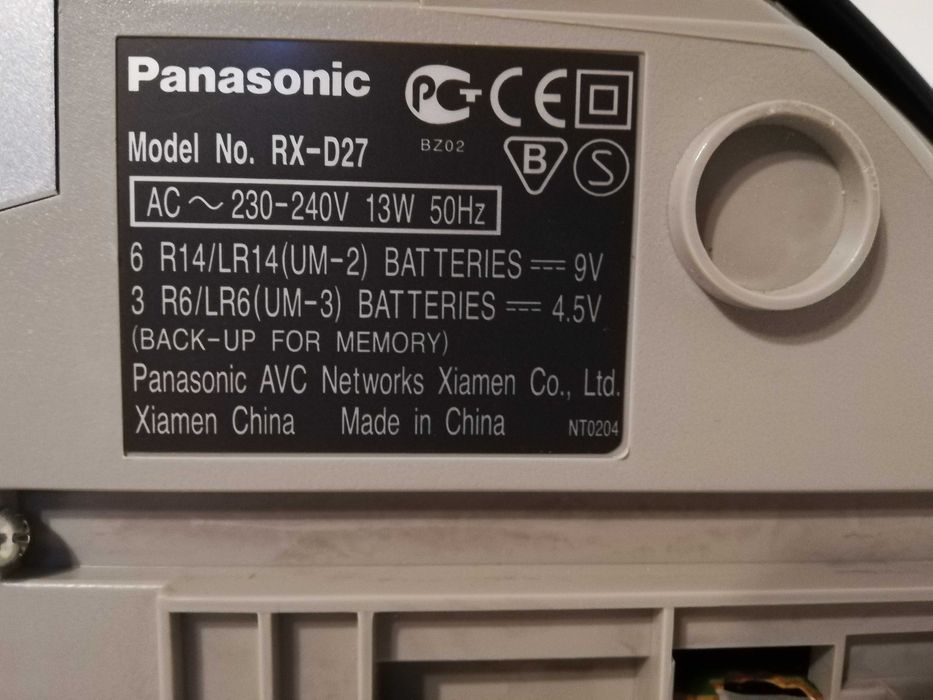 Panasonic
Model No. RX-D27
BZ02
AC ～ 230-240V 13W 50Hz
6 R14/LR14(UM-2) BATTERIES ⎓ 9V
3 R6/LR6(UM-3) BATTERIES ⎓ 4.5V
(BACK-UP FOR MEMORY)
Panasonic AVC Networks Xiamen Co., Ltd.
Xiamen China Made in China NT0204
PCT CE
B S